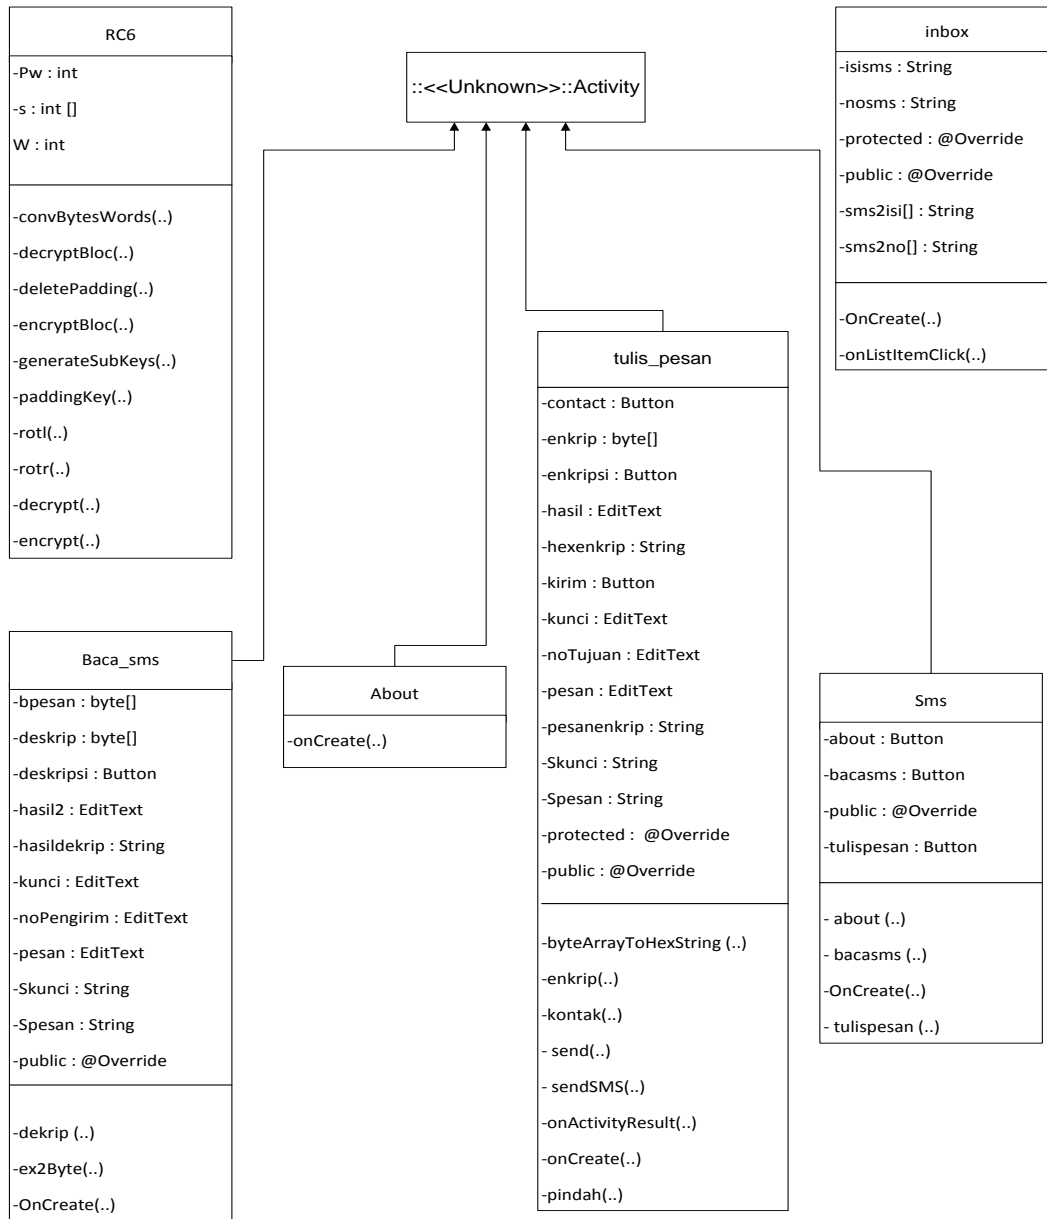 RC6
-Pw : int
-s : int []
W : int
-convBytesWords(..)
-decryptBloc(..)
-deletePadding(..)
-encryptBloc(..)
-generateSubKeys(..)
-paddingKey(..)
-rotl(..)
-rotr(..)
-decrypt(..)
-encrypt(..)
::<<Unknown>>::Activity
inbox
-isisms : String
-nosms : String
-protected : @Override
-public : @Override
-sms2isi[] : String
-sms2no[] : String
-OnCreate(..)
-onListItemClick(..)
tulis_pesan
-contact : Button
-enkrip : byte[]
-enkripsi : Button
-hasil : EditText
-hexenkrip : String
-kirim : Button
-kunci : EditText
-noTujuan : EditText
-pesan : EditText
-pesanenkrip : String
-Skunci : String
-Spesan : String
-protected :  @Override
-public : @Override
-byteArrayToHexString (..)
-enkrip(..)
-kontak(..)
- send(..)
- sendSMS(..)
-onActivityResult(..)
-onCreate(..)
-pindah(..)
Baca_sms
-bpesan : byte[]
-deskrip : byte[]
-deskripsi : Button
-hasil2 : EditText
-hasildekrip : String
-kunci : EditText
-noPengirim : EditText
-pesan : EditText
-Skunci : String
-Spesan : String
-public : @Override
-dekrip (..)
-ex2Byte(..)
-OnCreate(..)
About
-onCreate(..)
Sms
-about : Button
-bacasms : Button
-public : @Override
-tulispesan : Button
- about (..)
- bacasms (..)
-OnCreate(..)
- tulispesan (..)